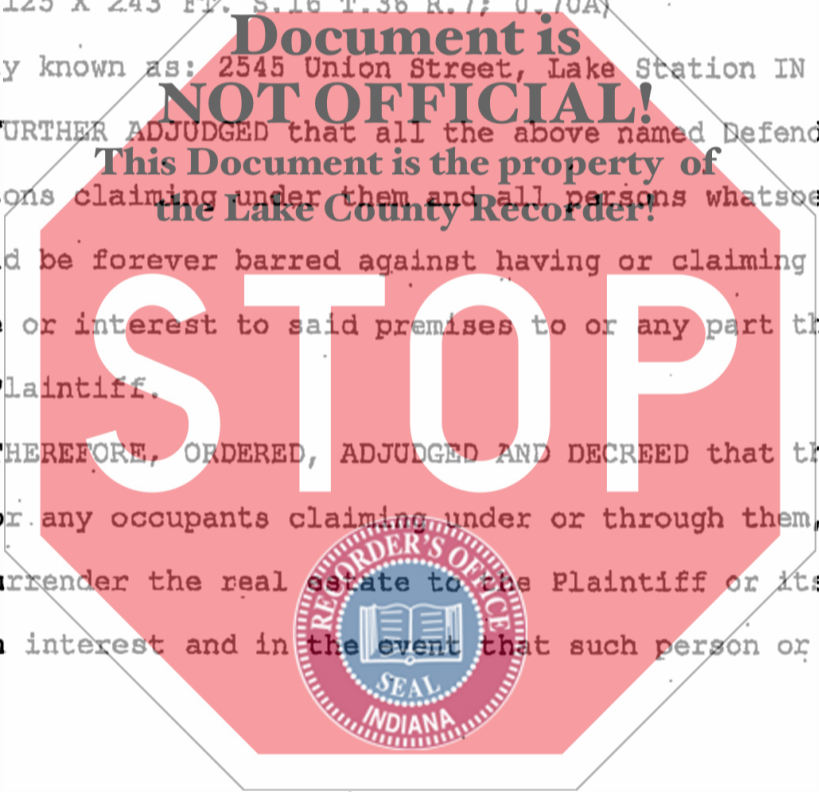 125 X 243 FT. S.16 T.36 R.7; 0.70A)
Document is
y known as: 2545 Union Street, Lake Station IN
NOT OFFICIAL!
URTHER ADJUDGED that all the above named Defend
This Document is the property of
ons claiming under them and all persons whatsoe
the Lake County Recorder!
d be forever barred against having or claiming
or interest to said premises to or any part th
laintiff.
STOP
HEREFORE, ORDERED, ADJUDGED AND DECREED that th
or any occupants claiming under or through them,
urrender the real estate to the Plaintiff or its
interest and in the event that such person or
RECORDER'S OFFICE
SEAL
INDIANA